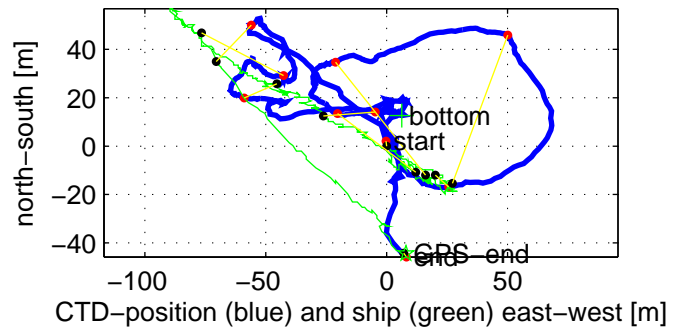 40
20
0
−20
−40
north−south [m]
bottom
start
GPS−end
end
−100
−50
0
50
CTD−position (blue) and ship (green) east−west [m]